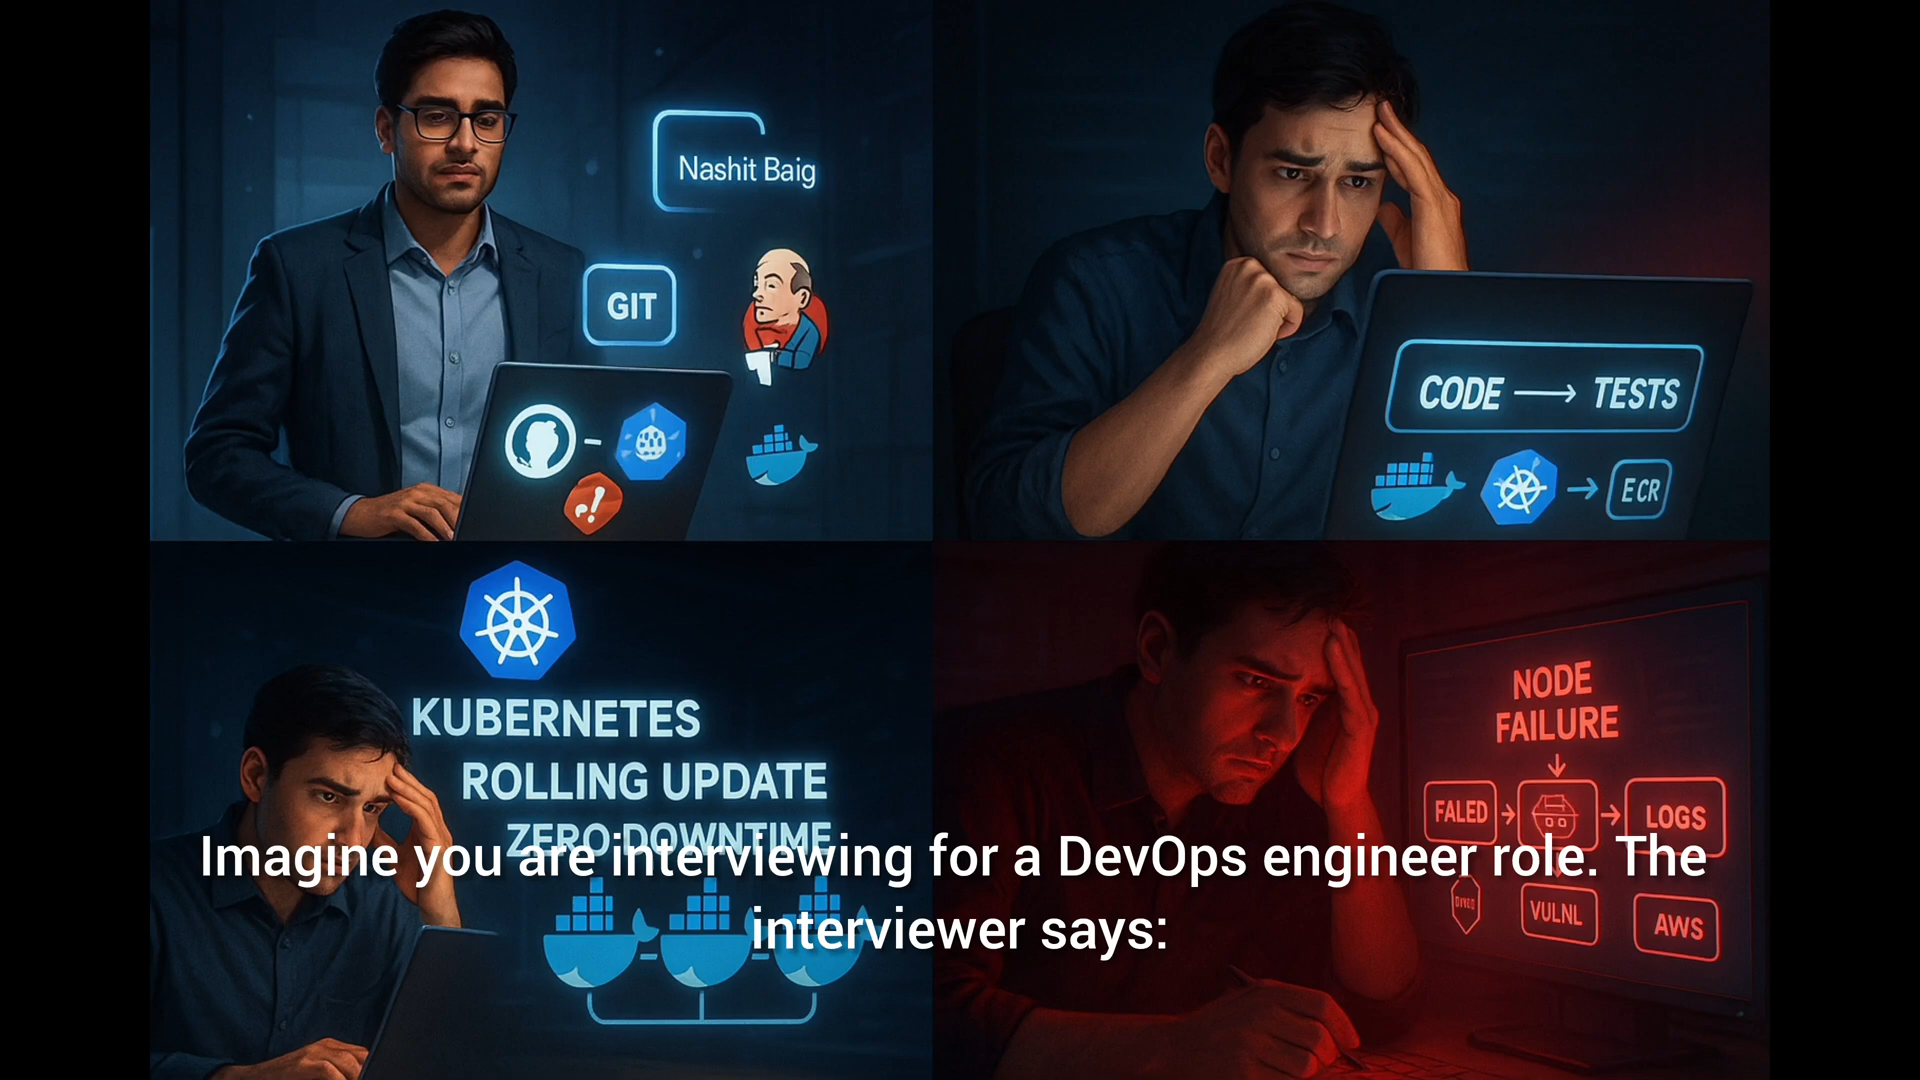 Nashit Baig
GIT
CODE → TESTS
ECR
KUBERNETES
ROLLING UPDATE
ZERO-DOWNTIME
NODE
FAILURE
FALED
LOGS
VULNL
AWS
Imagine you are interviewing for a DevOps engineer role. The
interviewer says: